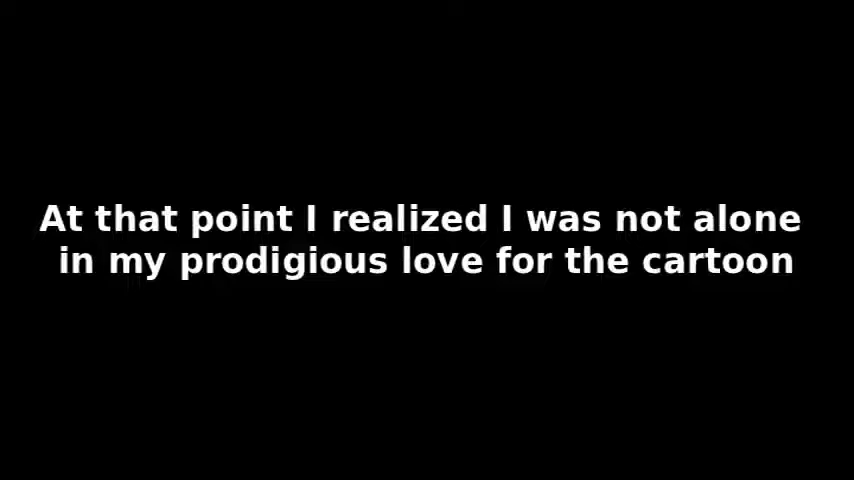 At that point I realized I was not alone
in my prodigious love for the cartoon